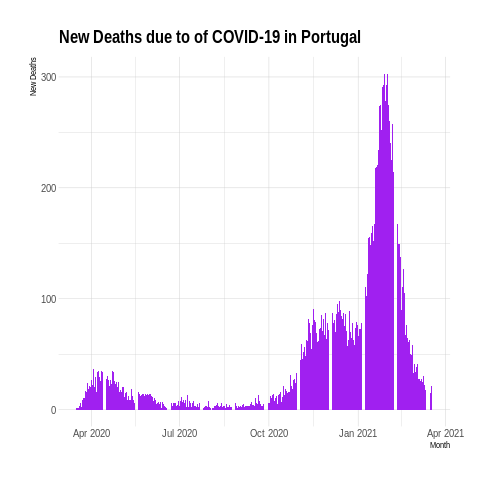 New Deaths due to of COVID-19 in Portugal
New Deaths
300
200
100
0
Apr 2020 Jul 2020 Oct 2020 Jan 2021 Apr 2021
Month